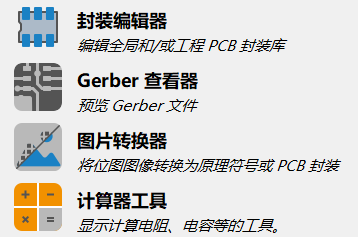 封装编辑器
编辑全局和/或工程 PCB 封装库
Gerber 查看器
预览 Gerber 文件
图片转换器
将位图图像转换为原理符号或 PCB 封装
计算器工具
显示计算电阻、电容等的工具。